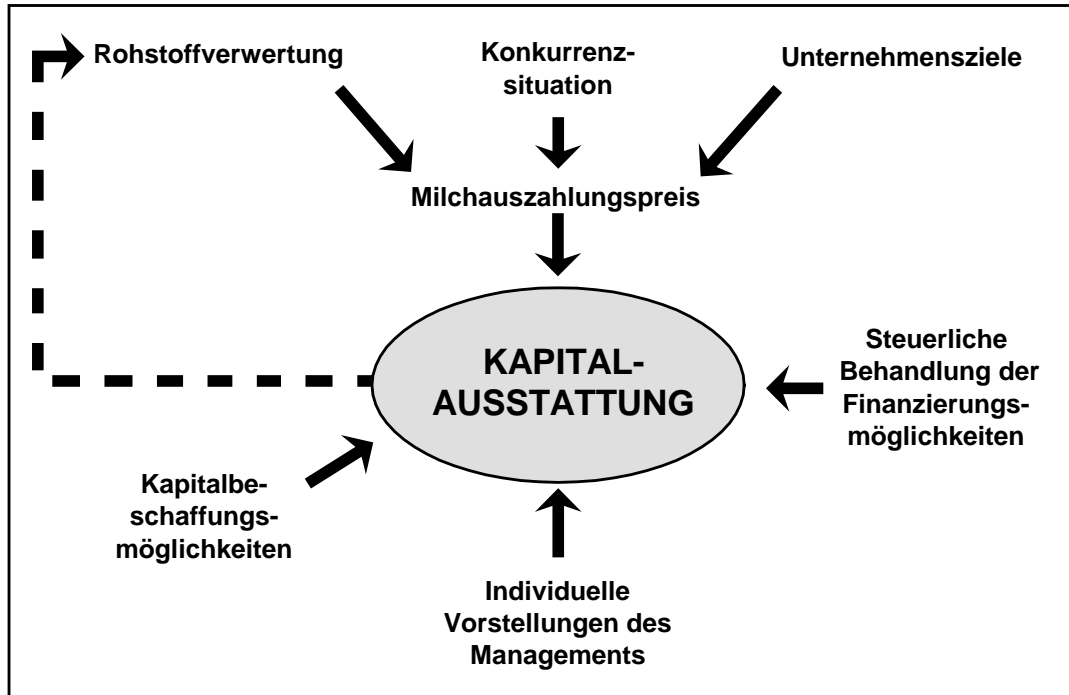 Rohstoffverwertung
Konkurrenz-
situation
Unternehmensziele
Milchauszahlungspreis
KAPITAL-
AUSSTATTUNG
Steuerliche
Behandlung der
Finanzierungs-
möglichkeiten
Kapitalbe-
schaffungs-
möglichkeiten
Individuelle
Vorstellungen des
Managements